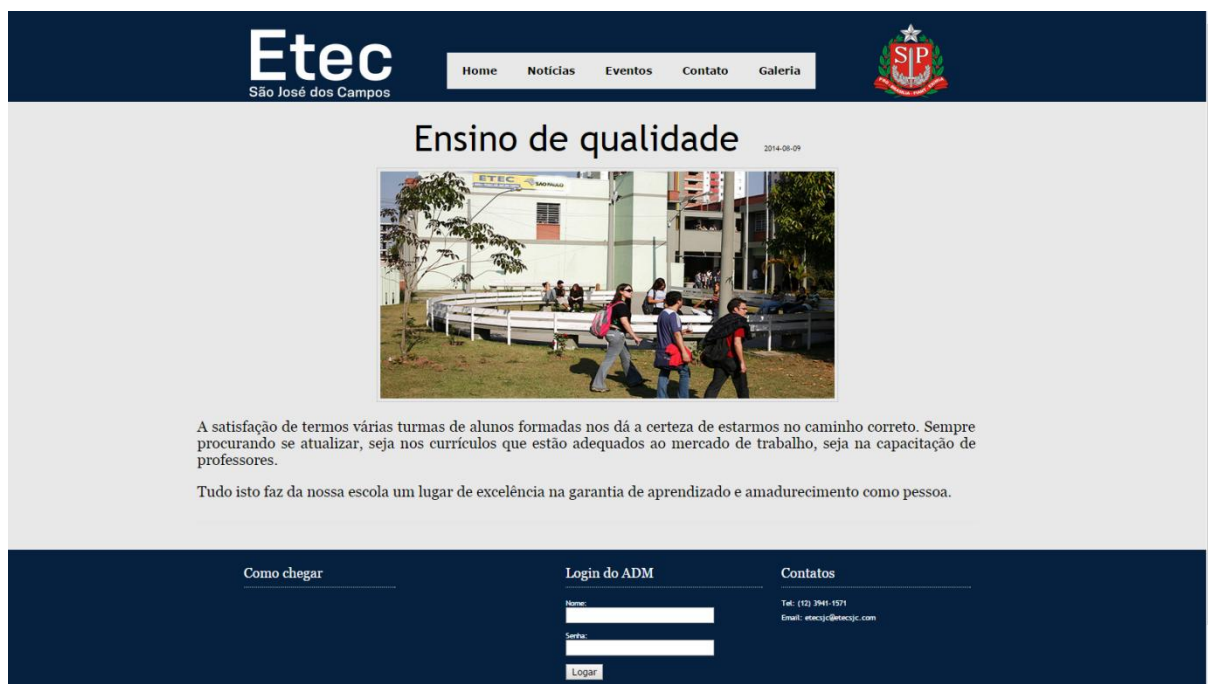 Etec
São José dos Campos
Home Notícias Eventos Contato Galeria
SP
Ensino de qualidade 2014-08-09
ETEC
SÃO PAULO
A satisfação de termos várias turmas de alunos formadas nos dá a certeza de estarmos no caminho correto. Sempre
procurando se atualizar, seja nos currículos que estão adequados ao mercado de trabalho, seja na capacitação de
professores.
Tudo isto faz da nossa escola um lugar de excelência na garantia de aprendizado e amadurecimento como pessoa.
Como chegar
Login do ADM
Nome:
Senha:
Logar
Contatos
Tel: (12) 3941-1571
Email: etecsjc@etecsjc.com